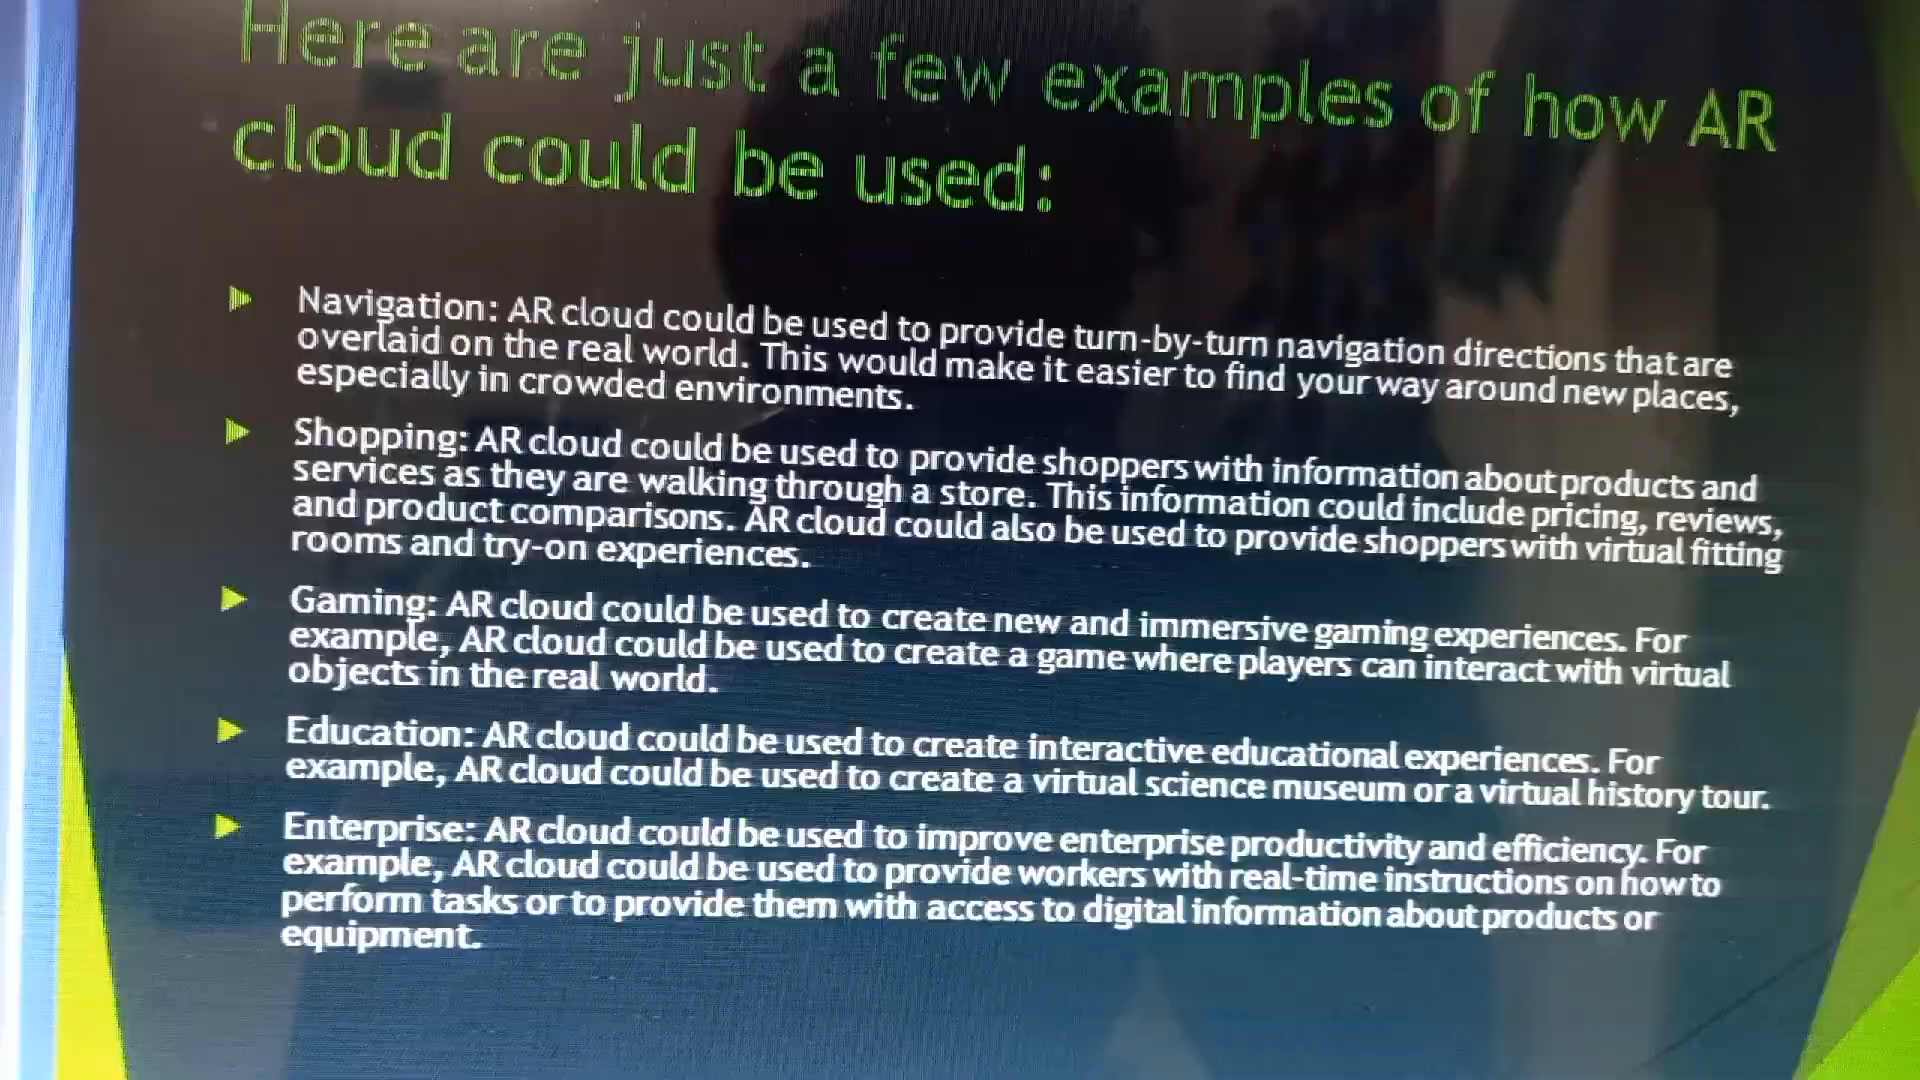 Here are just a few examples of how AR
cloud could be used:
Navigation: AR cloud could be used to provide turn-by-turn navigation directions that are
overlaid on the real world. This would make it easier to find your way around new places,
especially in crowded environments.
Shopping: AR cloud could be used to provide shoppers with information about products and
services as they are walking through a store. This information could include pricing, reviews,
and product comparisons. AR cloud could also be used to provide shoppers with virtual fitting
rooms and try-on experiences.
Gaming: AR cloud could be used to create new and immersive gaming experiences. For
example, AR cloud could be used to create a game where players can interact with virtual
objects in the real world.
Education: AR cloud could be used to create interactive educational experiences. For
example, AR cloud could be used to create a virtual science museum or a virtual history tour.
Enterprise: AR cloud could be used to improve enterprise productivity and efficiency. For
example, AR cloud could be used to provide workers with real-time instructions on how to
perform tasks or to provide them with access to digital information about products or
equipment.